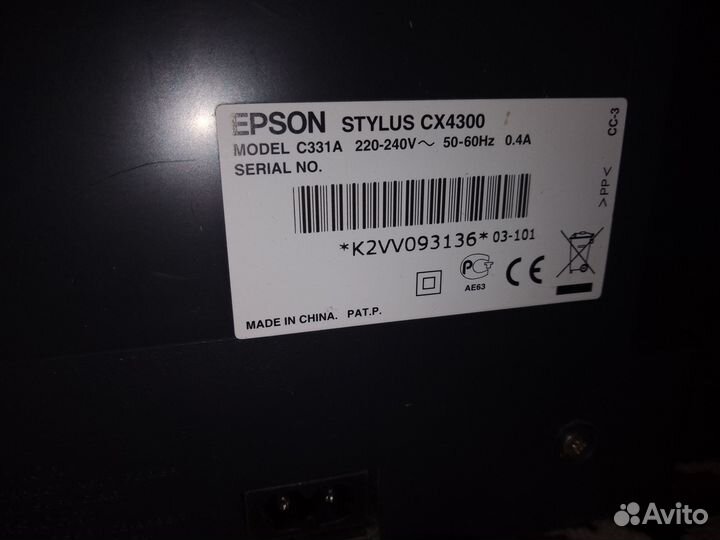 EPSON STYLUS CX4300
MODEL C331A 220-240V~ 50-60Hz 0.4A
SERIAL NO.
*K2VV093136* 03-101
PG
AE63
CE
MADE IN CHINA. PAT.P.
CC-3
>PP<
Avito